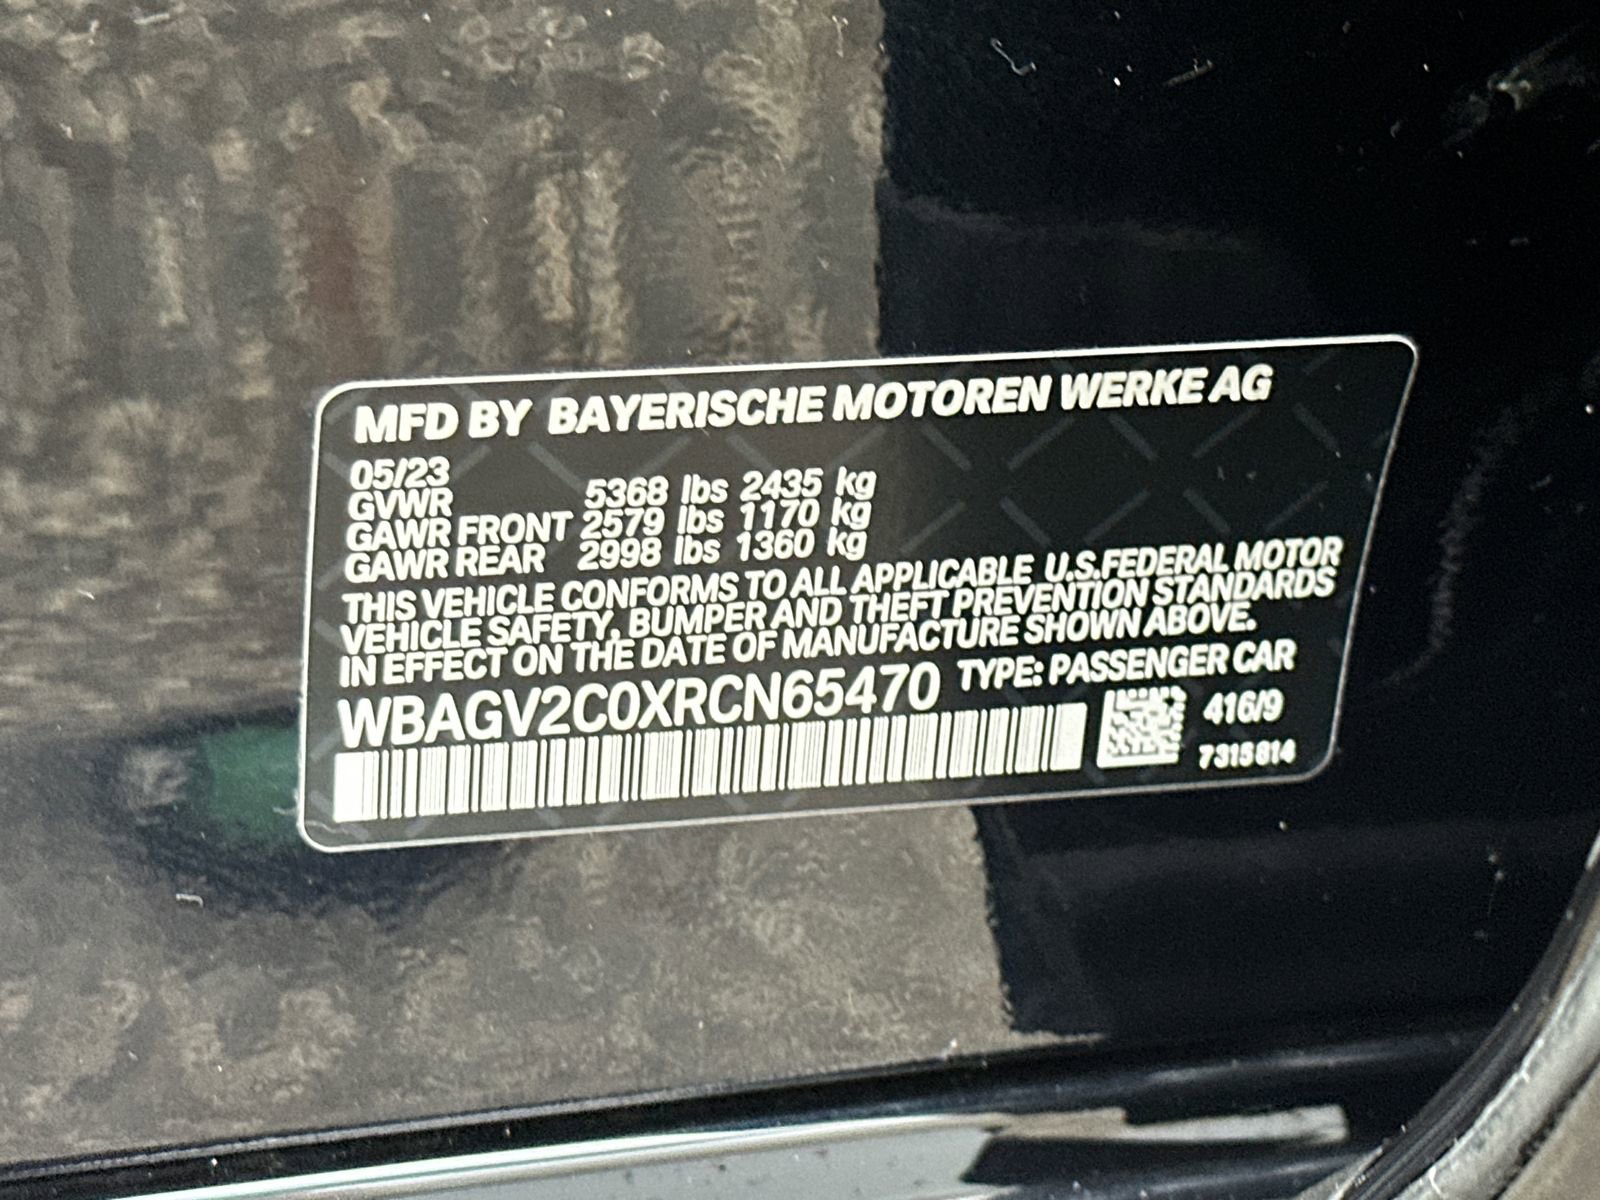 MFD BY BAYERISCHE MOTOREN WERKE AG
05/23
GVWR 5368 lbs 2435 kg
GAWR FRONT 2579 lbs 1170 kg
GAWR REAR 2998 lbs 1360 kg
THIS VEHICLE CONFORMS TO ALL APPLICABLE U.S.FEDERAL MOTOR
VEHICLE SAFETY, BUMPER AND THEFT PREVENTION STANDARDS
IN EFFECT ON THE DATE OF MANUFACTURE SHOWN ABOVE.
WBAGV2C0XRCN65470 TYPE: PASSENGER CAR
416/9
7315814